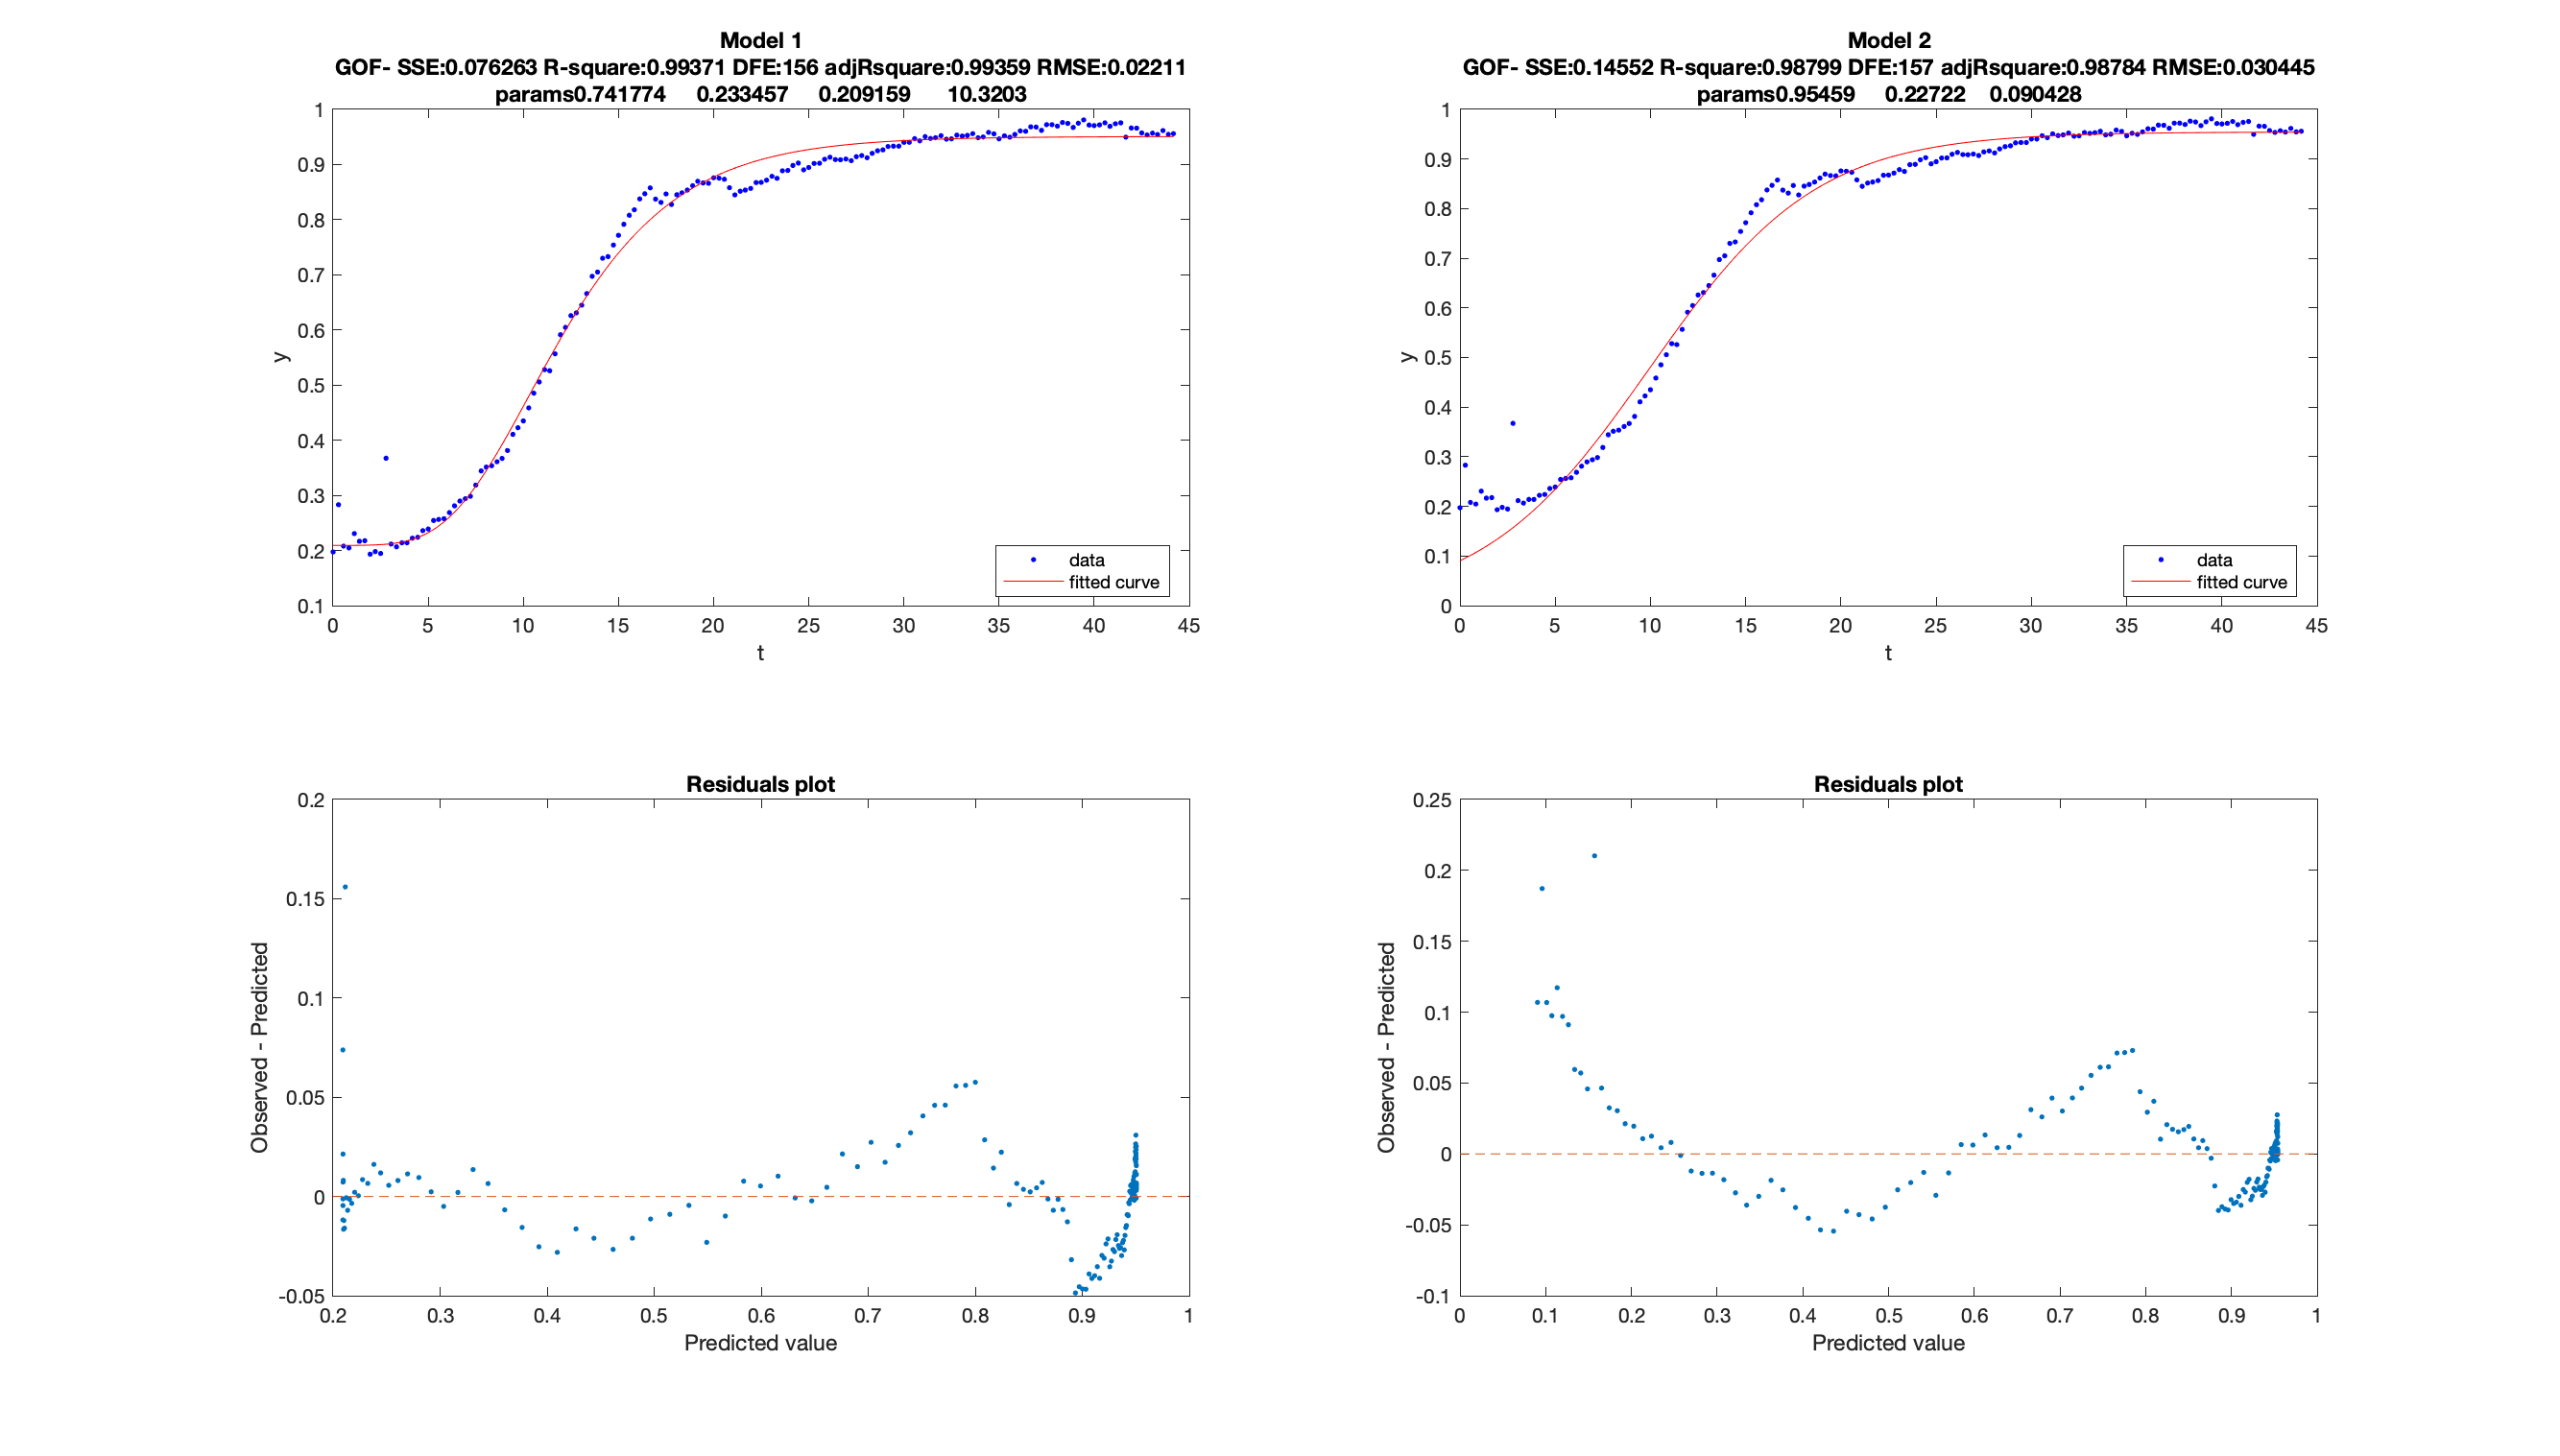 Model 1
GOF- SSE:0.076263 R-square:0.99371 DFE:156 adjRsquare:0.99359 RMSE:0.02211
params0.741774 0.233457 0.209159 10.3203
1
0.9
0.8
0.7
0.6
0.5
0.4
0.3
0.2
0.1
y
data
fitted curve
0 5 10 15 20 25 30 35 40 45
t
Model 2
GOF- SSE:0.14552 R-square:0.98799 DFE:157 adjRsquare:0.98784 RMSE:0.030445
params0.95459 0.22722 0.090428
1
0.9
0.8
0.7
0.6
0.5
0.4
0.3
0.2
0.1
0
y
data
fitted curve
0 5 10 15 20 25 30 35 40 45
t
Residuals plot
0.2
0.15
0.1
0.05
0
-0.05
Observed - Predicted
0.2 0.3 0.4 0.5 0.6 0.7 0.8 0.9 1
Predicted value
Residuals plot
0.25
0.2
0.15
0.1
0.05
0
-0.05
-0.1
Observed - Predicted
0 0.1 0.2 0.3 0.4 0.5 0.6 0.7 0.8 0.9 1
Predicted value